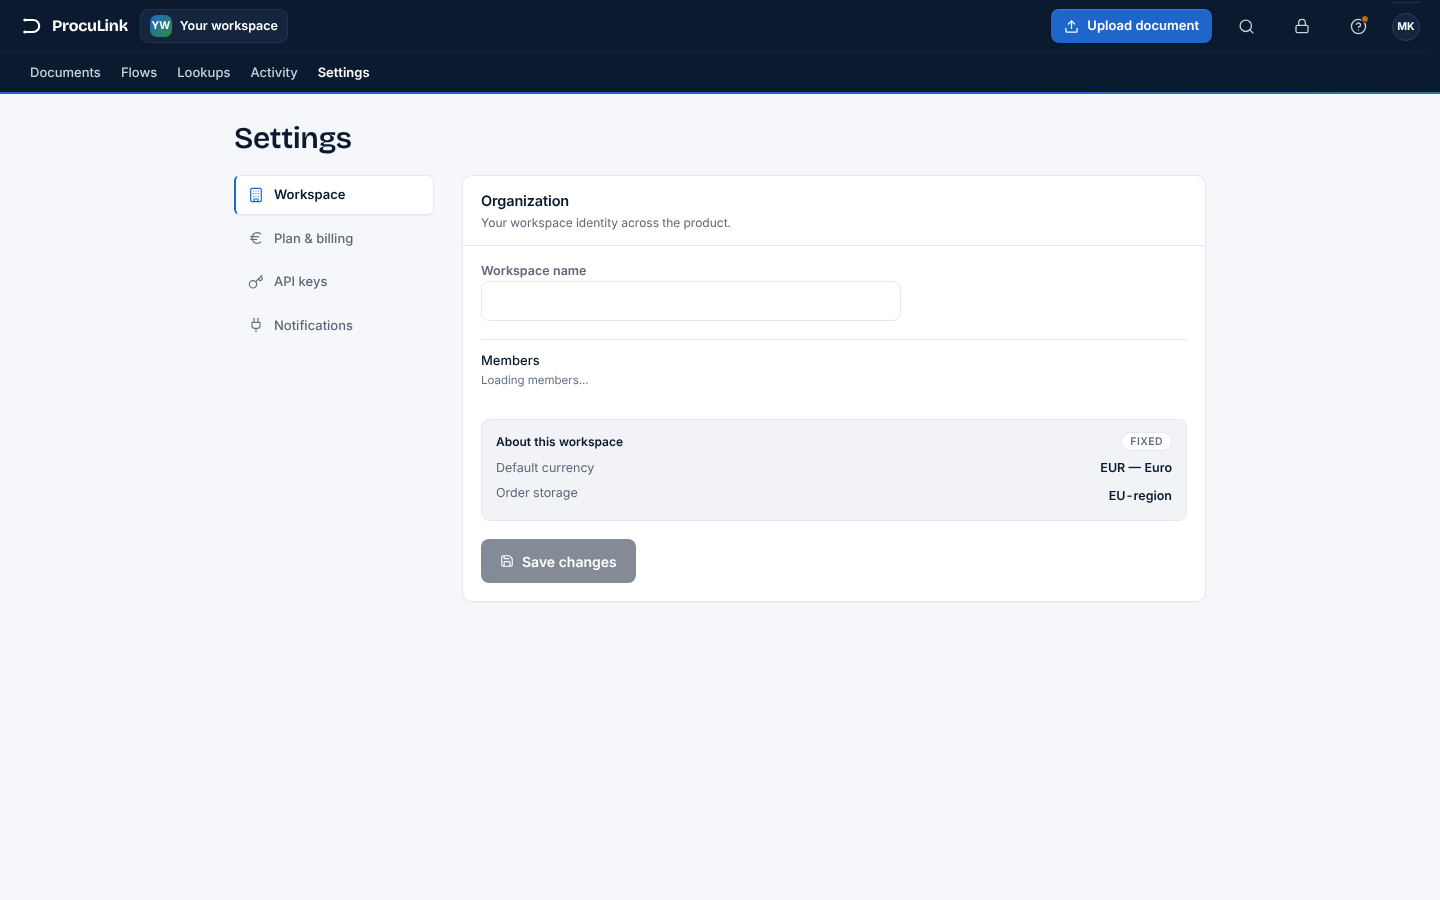 ProcuLink
YW Your workspace
Upload document
MK
Documents Flows Lookups Activity Settings
Settings
Workspace
Plan & billing
API keys
Notifications
Organization
Your workspace identity across the product.
Workspace name
Members
Loading members...
About this workspace FIXED
Default currency EUR — Euro
Order storage EU-region
Save changes